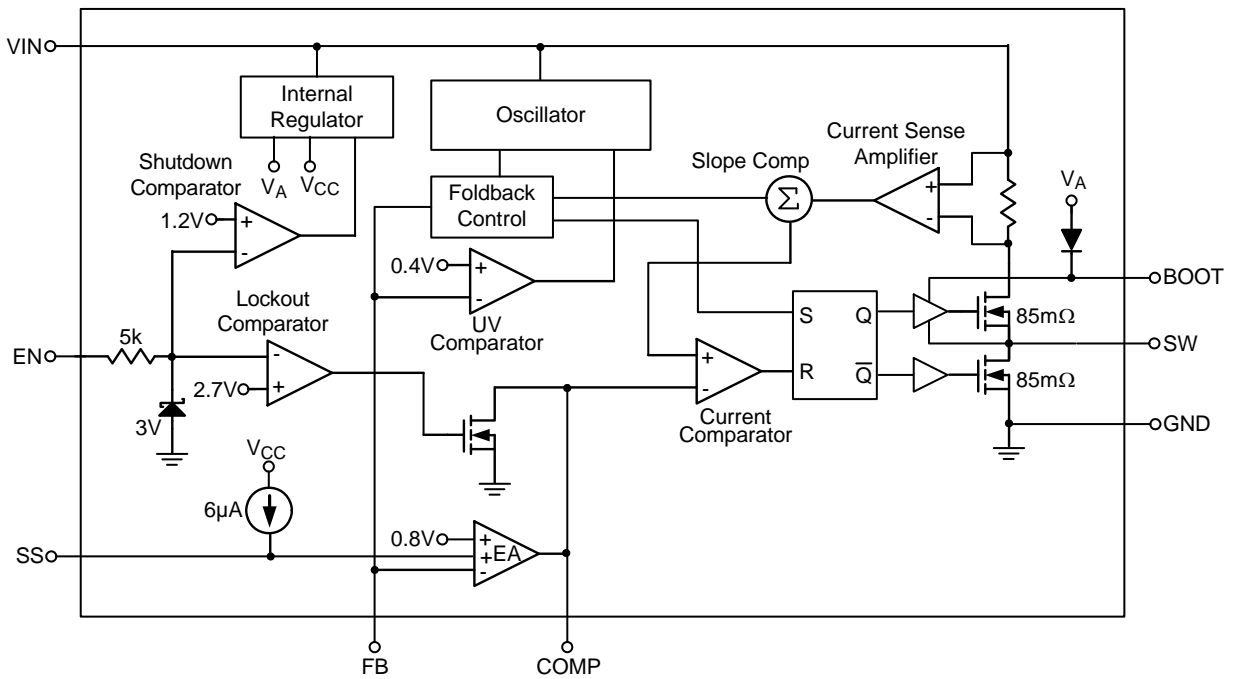 VIN
Internal
Regulator
Oscillator
Current Sense
Amplifier
Slope Comp
Shutdown
Comparator
VA
VCC
Foldback
Control
Σ
+
-
VA
1.2V
+
-
0.4V
+
-
BOOT
Lockout
Comparator
UV
Comparator
S
Q
85mΩ
5k
EN
-
+
2.7V
SW
+
-
R
Q̅
85mΩ
3V
Current
Comparator
GND
VCC
6µA
0.8V
+
+
-
EA
SS
FB
COMP